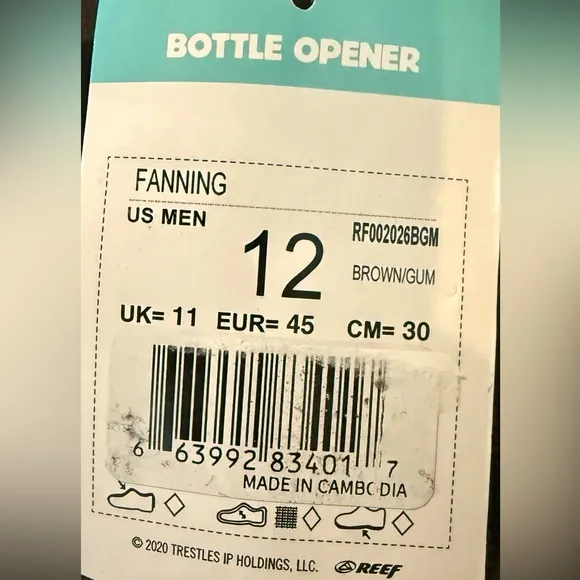 BOTTLE OPENER
FANNING
US MEN
12
RF002026BGM
BROWN/GUM
UK= 11 EUR= 45 CM= 30
6 63992 83401 7
MADE IN CAMBODIA
© 2020 TRESTLES IP HOLDINGS, LLC. REEF